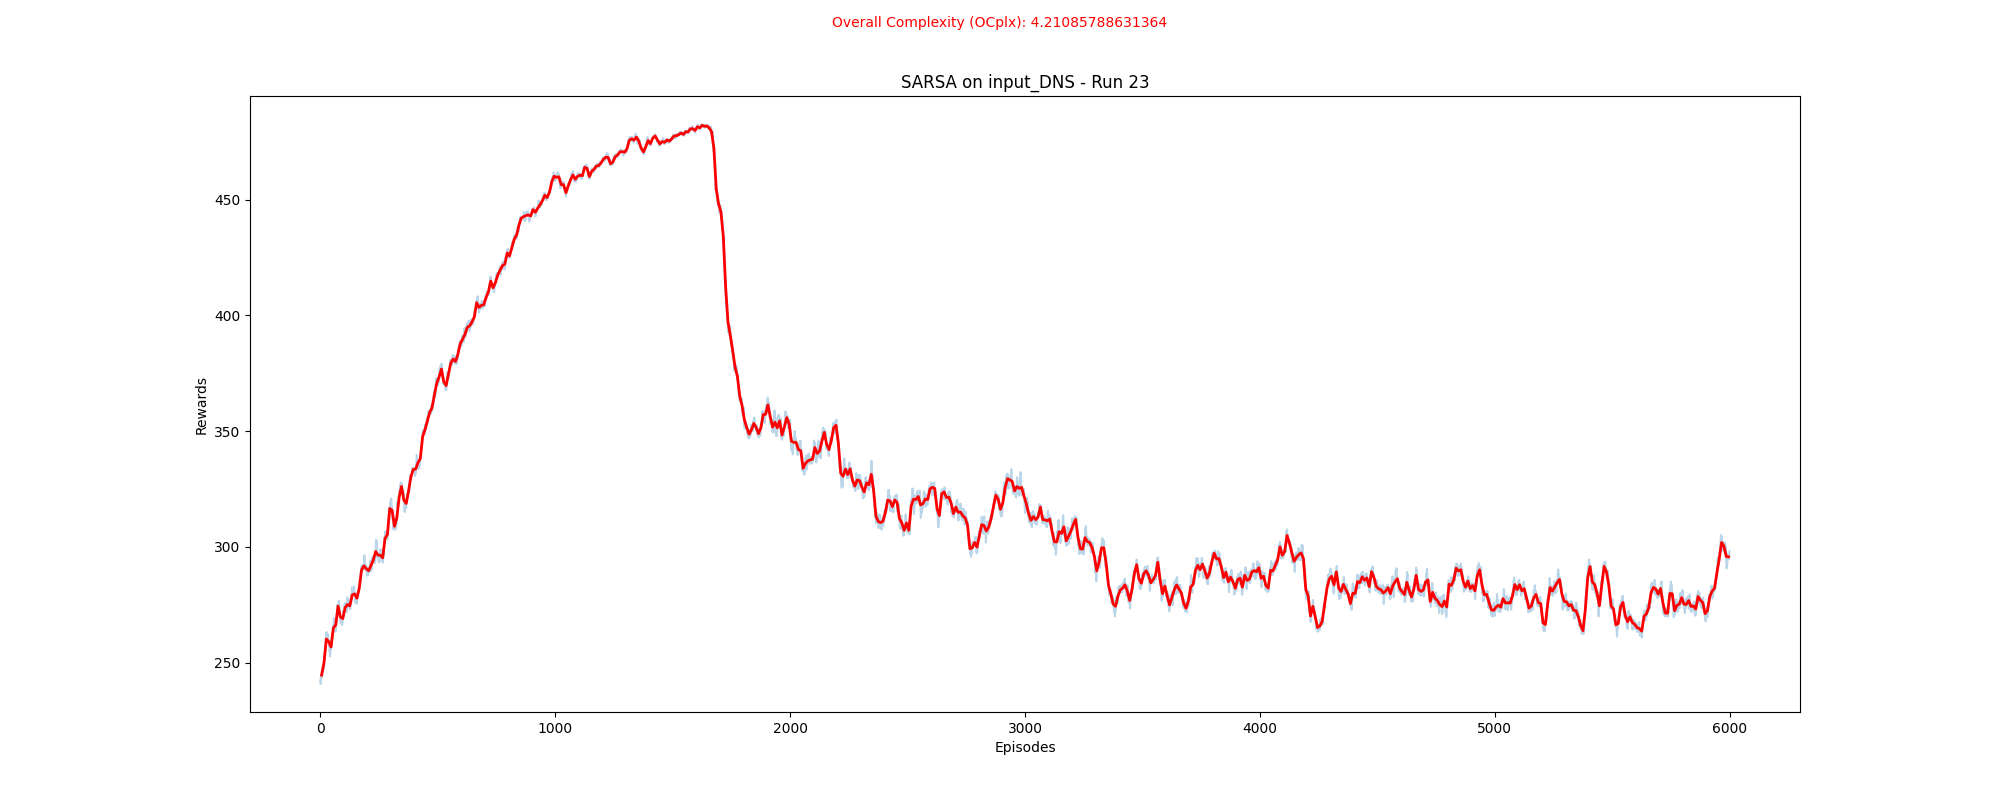 Overall Complexity (OCplx): 4.21085788631364
SARSA on input_DNS - Run 23
Rewards
450
400
350
300
250
0 1000 2000 3000 4000 5000 6000
Episodes